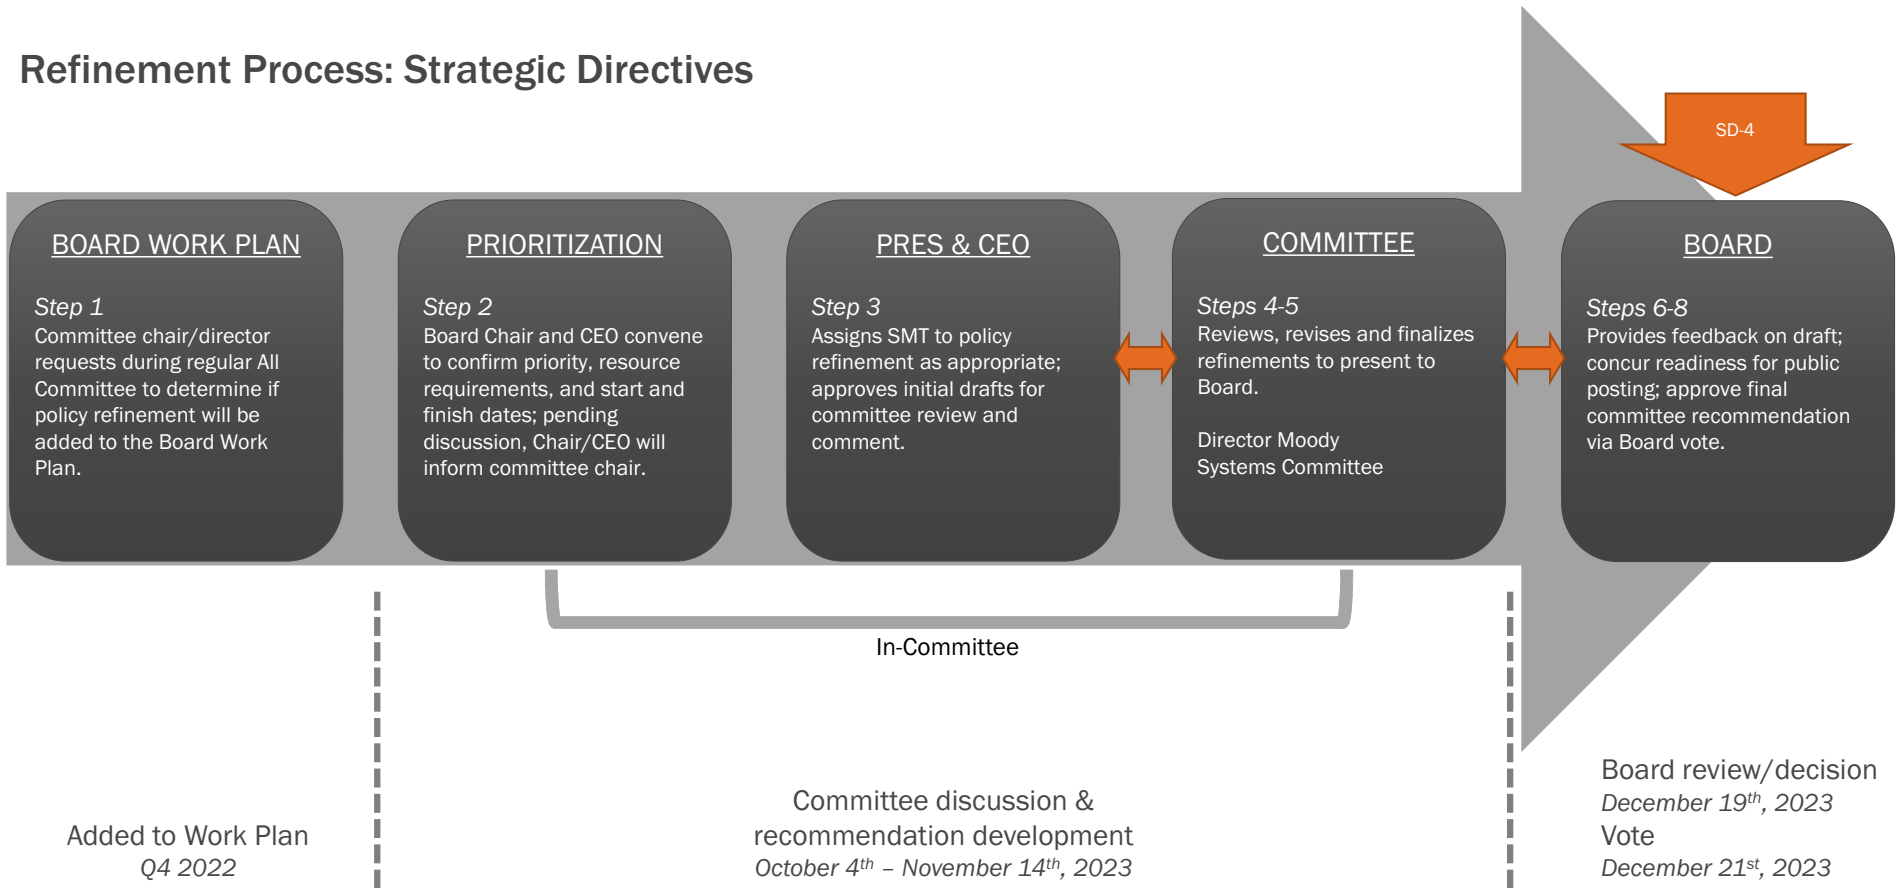 Refinement Process: Strategic Directives
SD-4
BOARD WORK PLAN
Step 1
Committee chair/director
requests during regular All
Committee to determine if
policy refinement will be
added to the Board Work
Plan.
PRIORITIZATION
Step 2
Board Chair and CEO convene
to confirm priority, resource
requirements, and start and
finish dates; pending
discussion, Chair/CEO will
inform committee chair.
PRES & CEO
Step 3
Assigns SMT to policy
refinement as appropriate;
approves initial drafts for
committee review and
comment.
COMMITTEE
Steps 4-5
Reviews, revises and finalizes
refinements to present to
Board.
Director Moody
Systems Committee
BOARD
Steps 6-8
Provides feedback on draft;
concur readiness for public
posting; approve final
committee recommendation
via Board vote.
In-Committee
Added to Work Plan
Q4 2022
Committee discussion &
recommendation development
October 4th – November 14th, 2023
Board review/decision
December 19th, 2023
Vote
December 21st, 2023